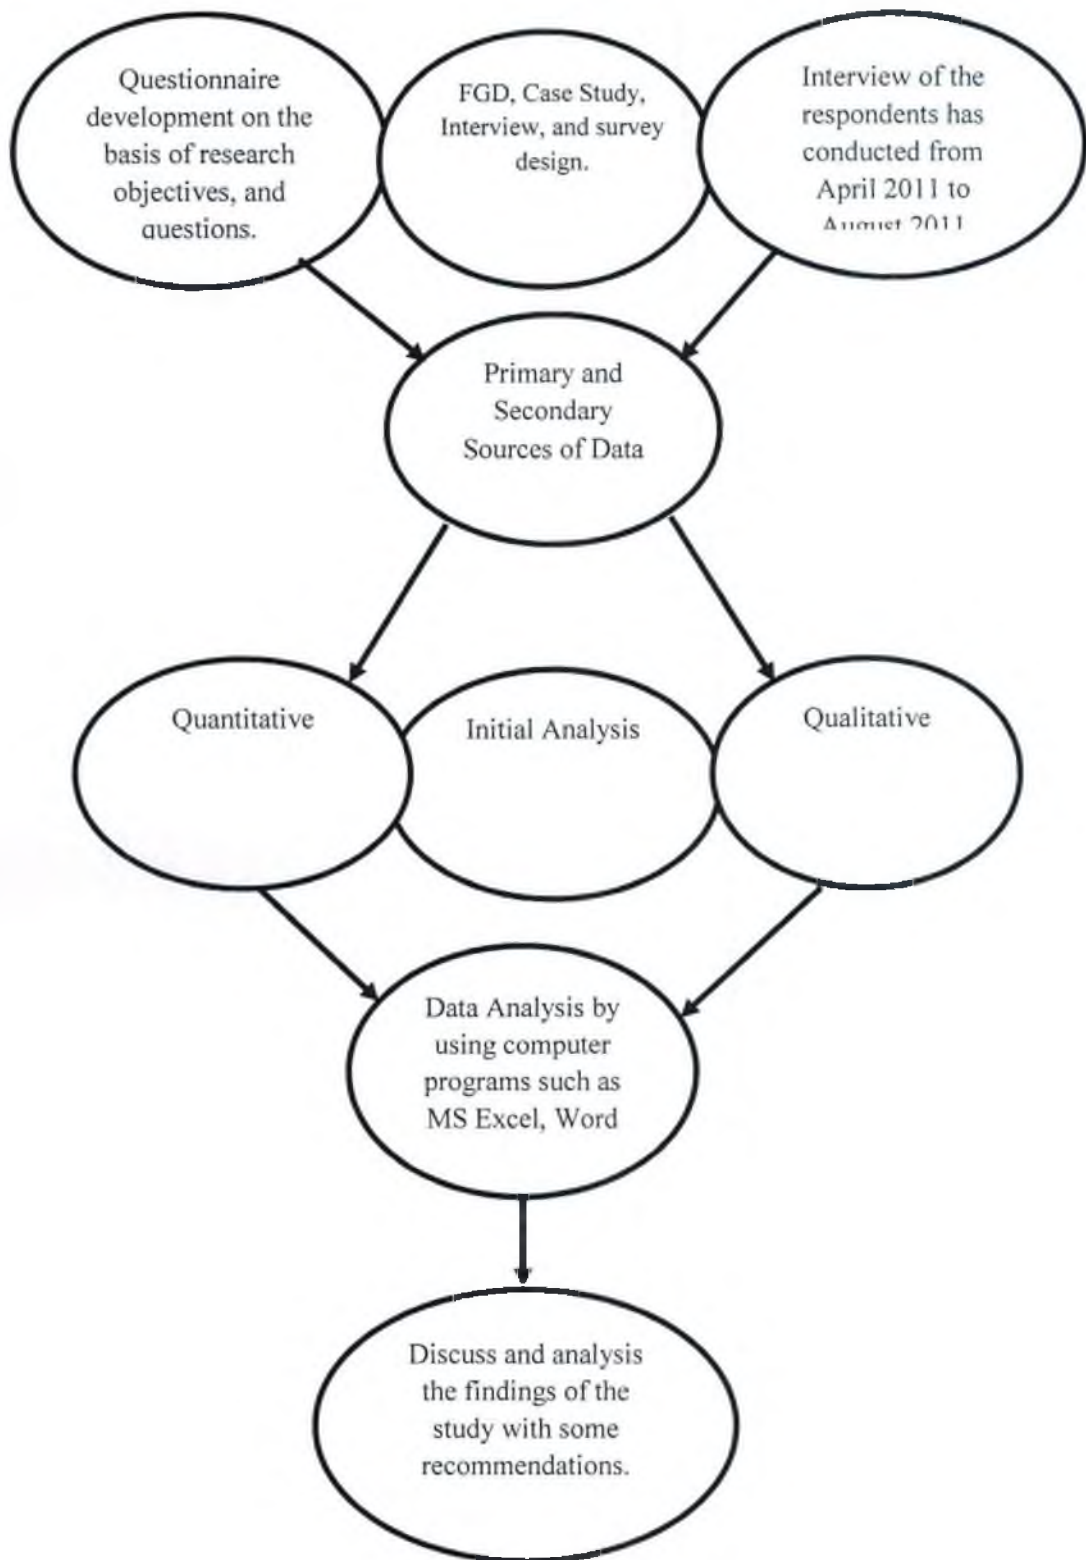 Questionnaire
development on the
basis of research
objectives, and
questions.
FGD, Case Study,
Interview, and survey
design.
Interview of the
respondents has
conducted from
April 2011 to
August 2011
Primary and
Secondary
Sources of Data
Quantitative
Initial Analysis
Qualitative
Data Analysis by
using computer
programs such as
MS Excel, Word
Discuss and analysis
the findings of the
study with some
recommendations.